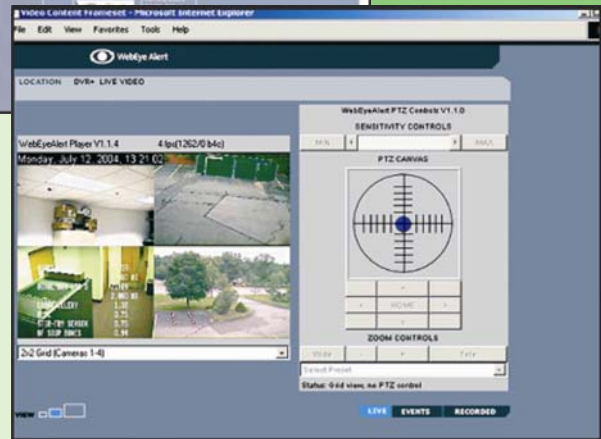 Video Content Frameset - Microsoft Internet Explorer
File Edit View Favorites Tools Help
WebEye Alert
LOCATION DVR+ LIVE VIDEO
WebEyeAlert PTZ Controls V1.1.0
SENSITIVITY CONTROLS
MIN MAX
WebEyeAlert Player V1.1.4 4 fps(1262/0 b4c)
Monday, July 12, 2004, 13:21:02
PTZ CANVAS
HOME
ZOOM CONTROLS
Wide - + Tele
2x2 Grid (Cameras 1-4)
Select Preset
Status: Grid view, no PTZ control
VIEW
LIVE EVENTS RECORDED